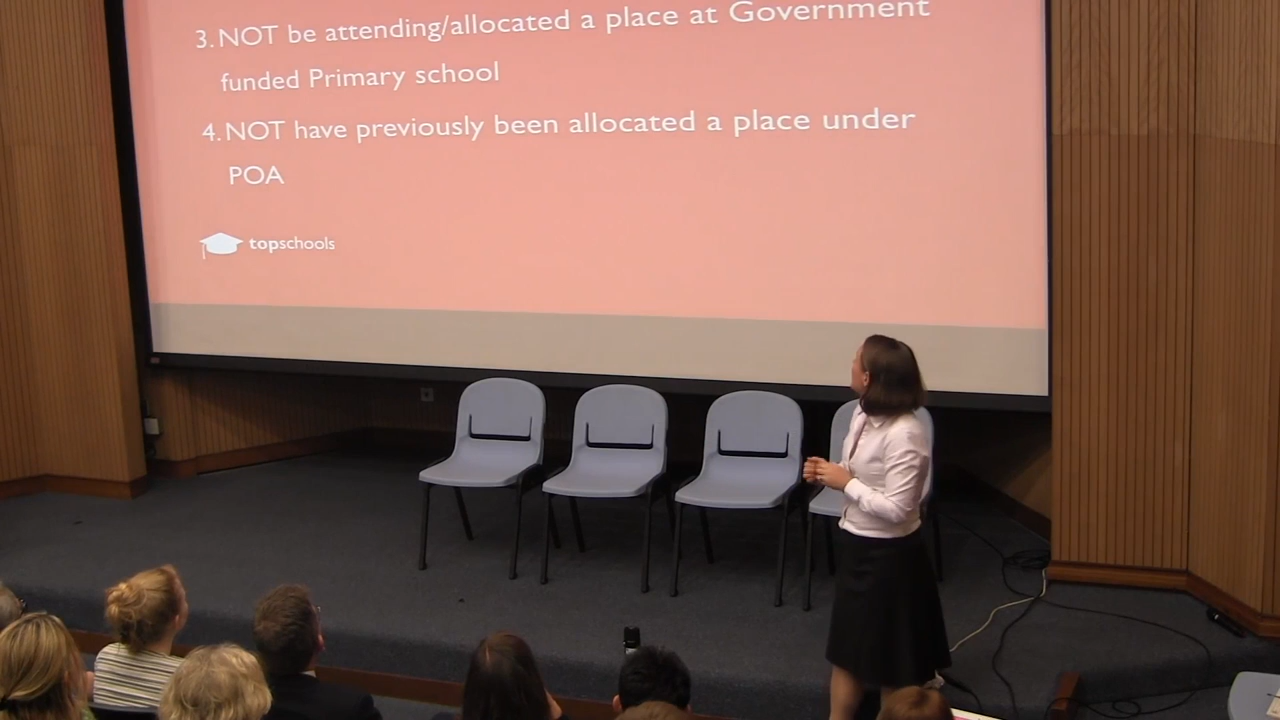 3. NOT be attending/allocated a place at Government
funded Primary school
4. NOT have previously been allocated a place under
POA
topschools